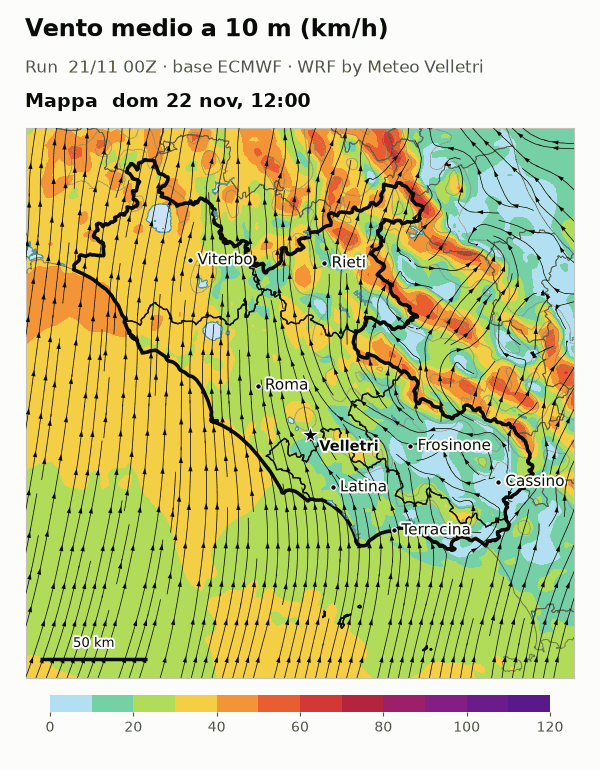 Vento medio a 10 m (km/h)
Run  21/11 00Z · base ECMWF · WRF by Meteo Velletri
Mappa  dom 22 nov, 12:00
Viterbo
Rieti
Roma
Velletri
Frosinone
Latina
Cassino
Terracina
50 km
0 20 40 60 80 100 120